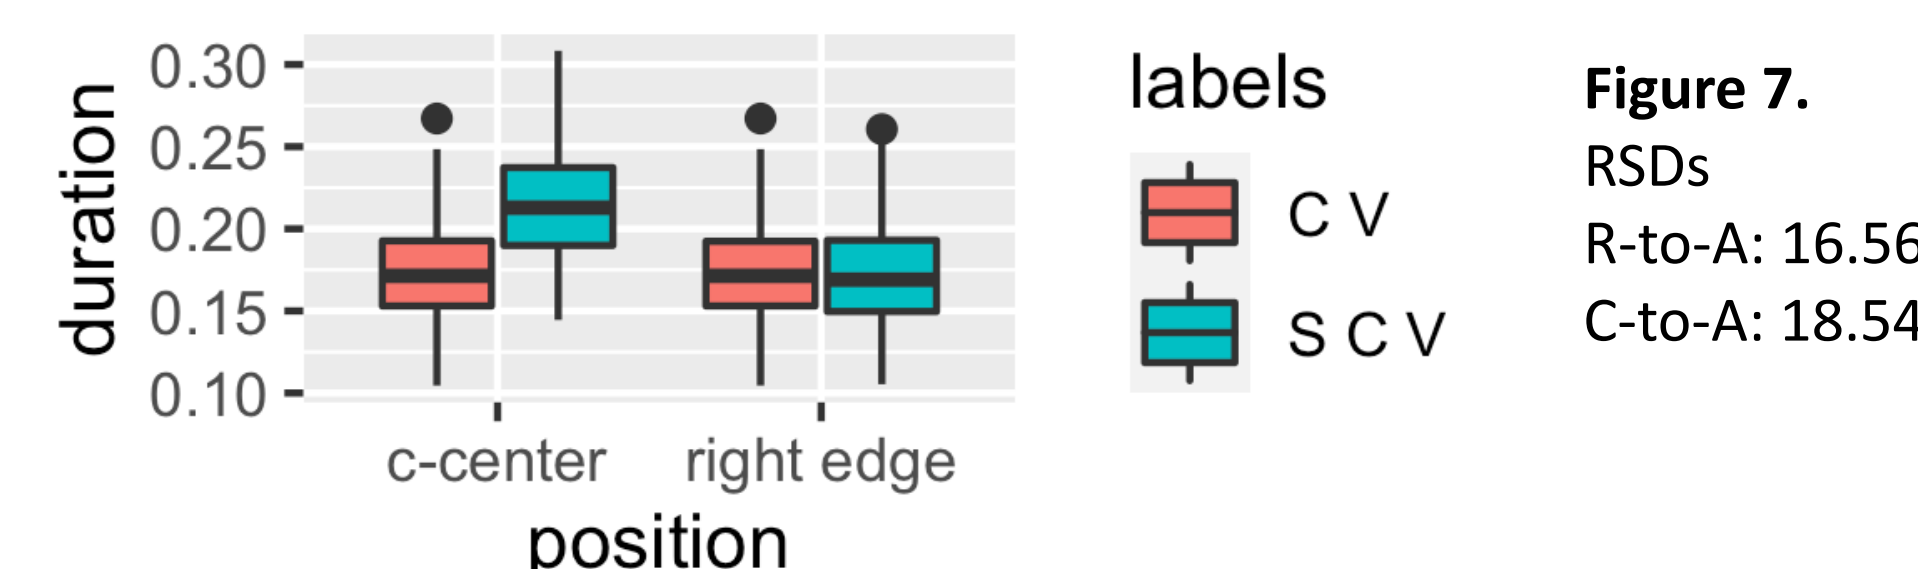 duration
0.30
0.25
0.20
0.15
0.10
c-center right edge
position
labels
C V
S C V
Figure 7.
RSDs
R-to-A: 16.56
C-to-A: 18.54